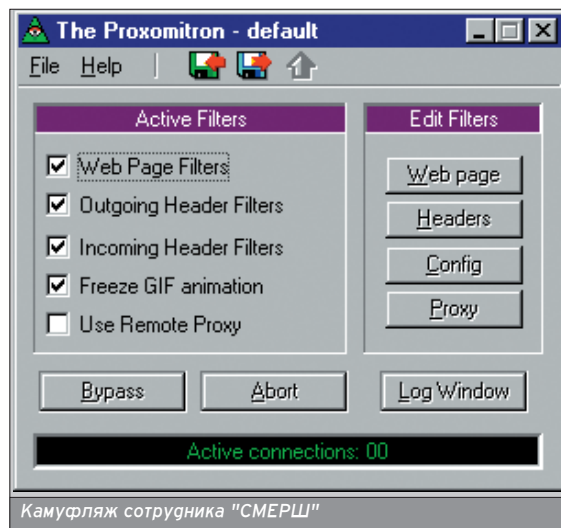 The Proxomitron - default
File Help
Active Filters
Edit Filters
Web Page Filters
Outgoing Header Filters
Incoming Header Filters
Freeze GIF animation
Use Remote Proxy
Web page
Headers
Config
Proxy
Bypass
Abort
Log Window
Active connections: 00
Камуфляж сотрудника "СМЕРШ"